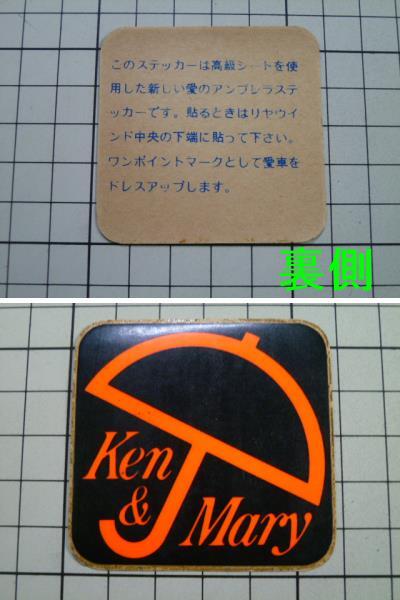 このステッカーは高級シートを使
用した新しい愛のアンブレラステ
ッカーです。貼るときはリヤウイ
ンド中央の下端に貼って下さい。
ワンポイントマークとして愛車を
ドレスアップします。
裏側
Ken
& Mary